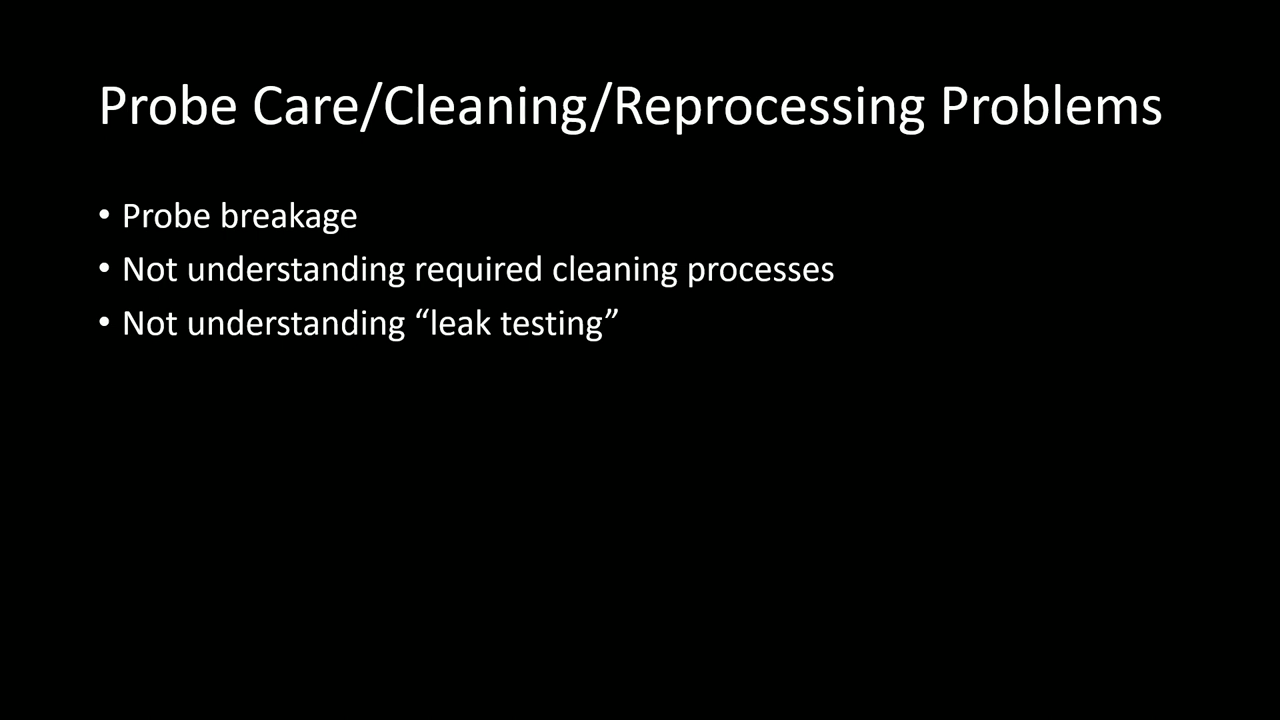 Probe Care/Cleaning/Reprocessing Problems
• Probe breakage
• Not understanding required cleaning processes
• Not understanding “leak testing”